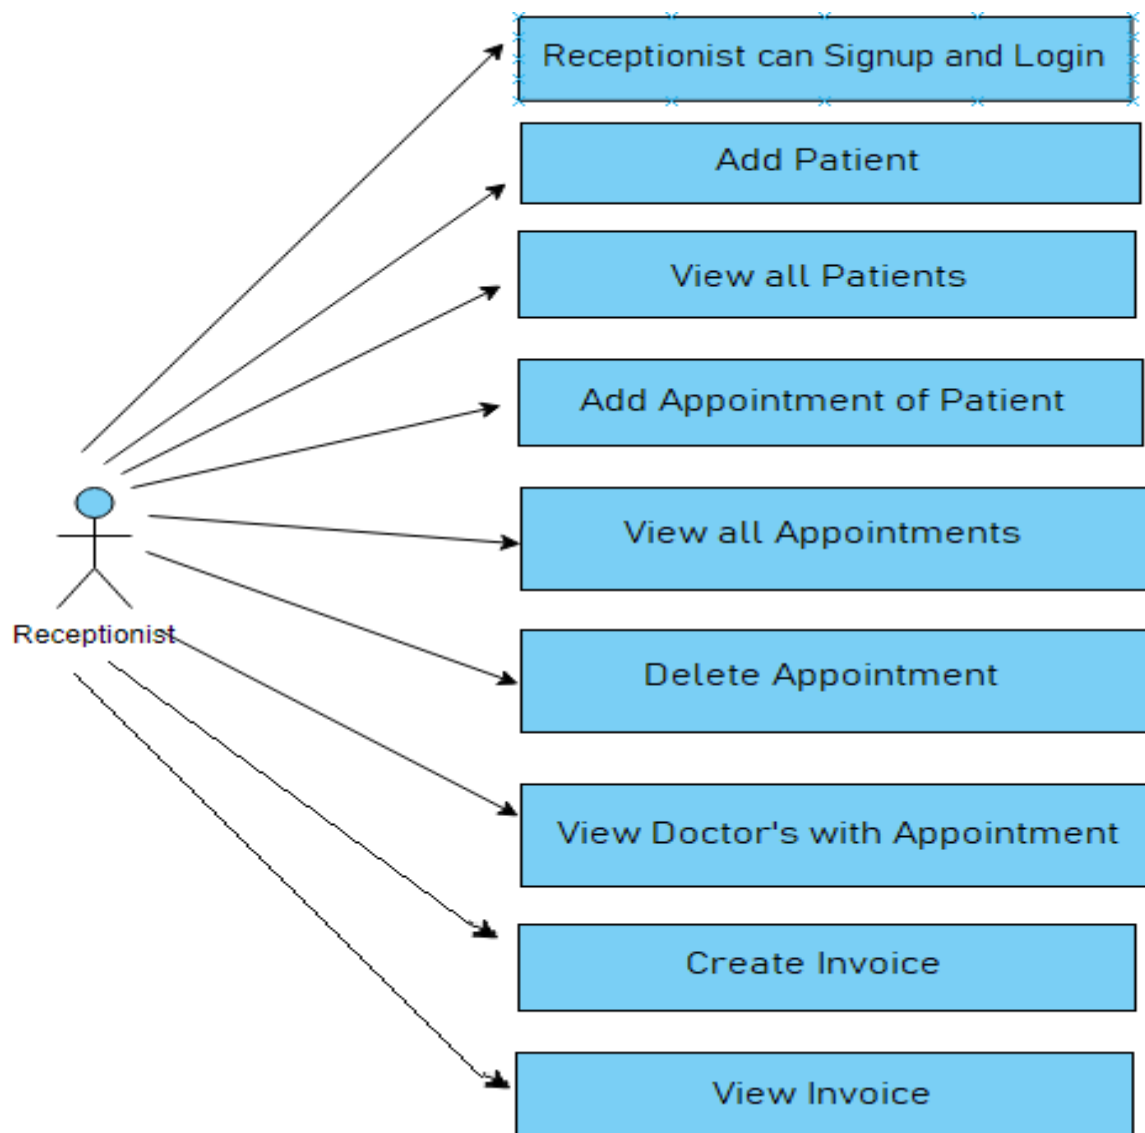 Receptionist can Signup and Login
Add Patient
View all Patients
Add Appointment of Patient
View all Appointments
Delete Appointment
Receptionist
View Doctor's with Appointment
Create Invoice
View Invoice